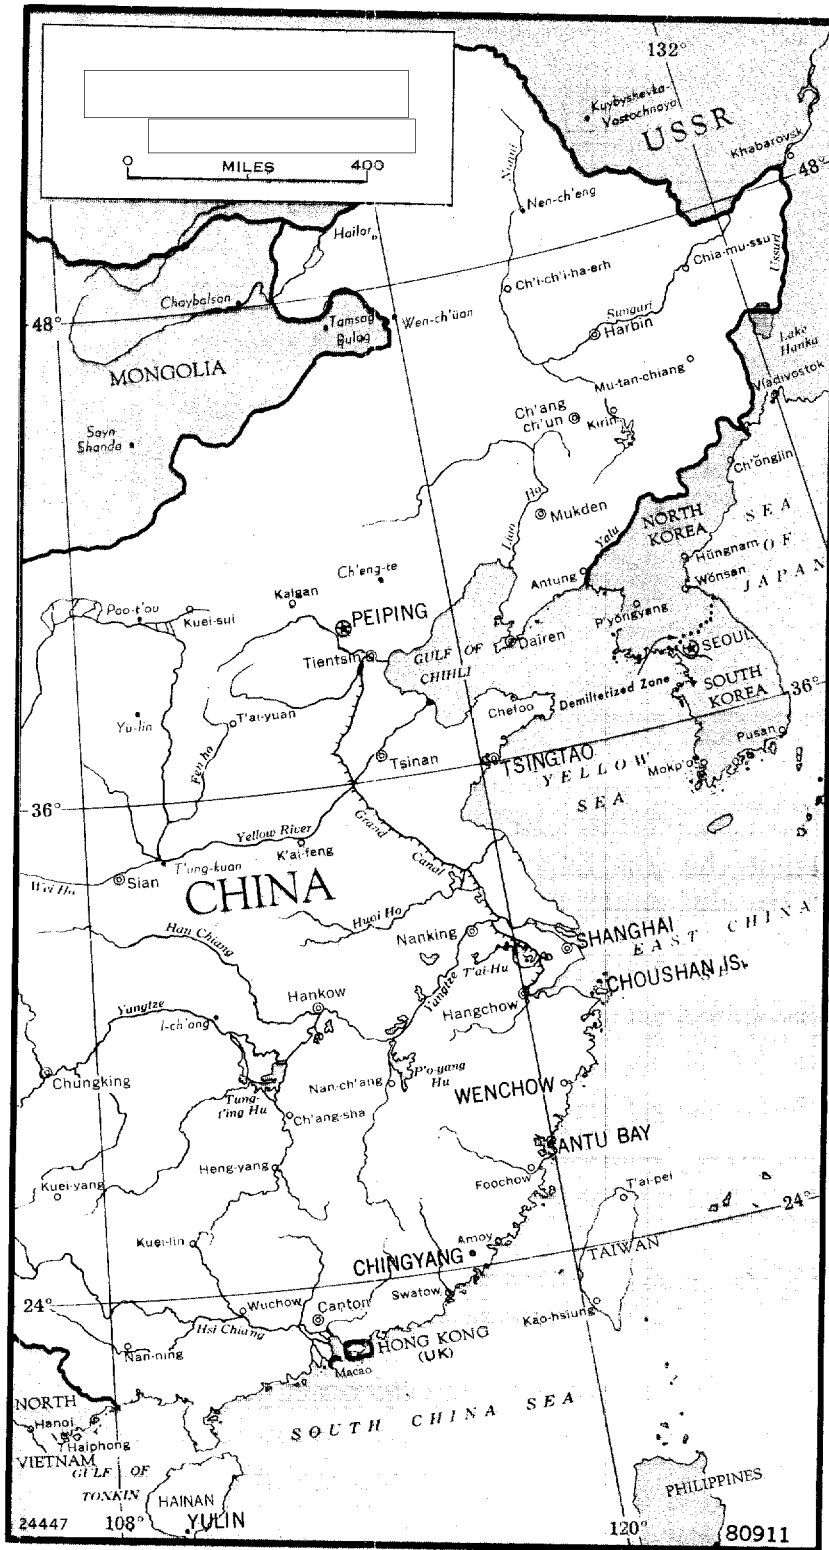 132°
Kuybyshevka-
Vostochnaya
USSR
Khabarovsk
MILES
400
48°
Nonni
Nen-ch'eng
Hailar
Chia-mu-ssu
Ussuri
Ch'i-ch'i-ha-erh
Choybalsan
48°
Tamsag
Bulag
Wen-ch'üan
Sungari
Harbin
Lake
Hanka
MONGOLIA
Mu-tan-chiang
Vladivostok
Sayn
Shanda
Ch'ang
ch'un
Kirin
Ch'ŏngjin
Liao
Ho
Mukden
NORTH
KOREA
SEA
OF
JAPAN
Yalu
Hŭngnam
Ch'eng-te
Antung
Wŏnsan
Kalgan
Pao-t'ou
Kuei-sui
PEIPING
P'yŏngyang
Tientsin
GULF OF
CHIHLI
Dairen
SEOUL
SOUTH
KOREA
36°
Chefoo
Demilterized Zone
Yu-lin
T'ai-yuan
Fen ho
Tsinan
TSINGTAO
Pusan
Mokp'o
YELLOW
SEA
36°
Yellow River
Grand
Canal
K'ai-feng
T'ung-kuan
Wei Ho
Sian
CHINA
Huai Ho
Han Chiang
Nanking
SHANGHAI
EAST CHINA
T'ai-Hu
CHOUSHAN IS.
Yangtze
Hankow
Hangchow
Yangtze
I-ch'ang
Chungking
Nan-ch'ang
P'o-yang
Hu
WENCHOW
Tung-
t'ing Hu
Ch'ang-sha
SANTU BAY
Heng-yang
Foochow
T'ai-pei
Kuei-yang
24°
Kuei-lin
Amoy
TAIWAN
CHINGYANG
24°
Wuchow
Canton
Swatow
Kao-hsiung
Hsi Chiang
Nan-ning
HONG KONG
(UK)
Macao
NORTH
VIETNAM
Hanoi
Haiphong
SOUTH CHINA SEA
GULF OF
TONKIN
HAINAN
YULIN
PHILIPPINES
24447
108°
120°
80911